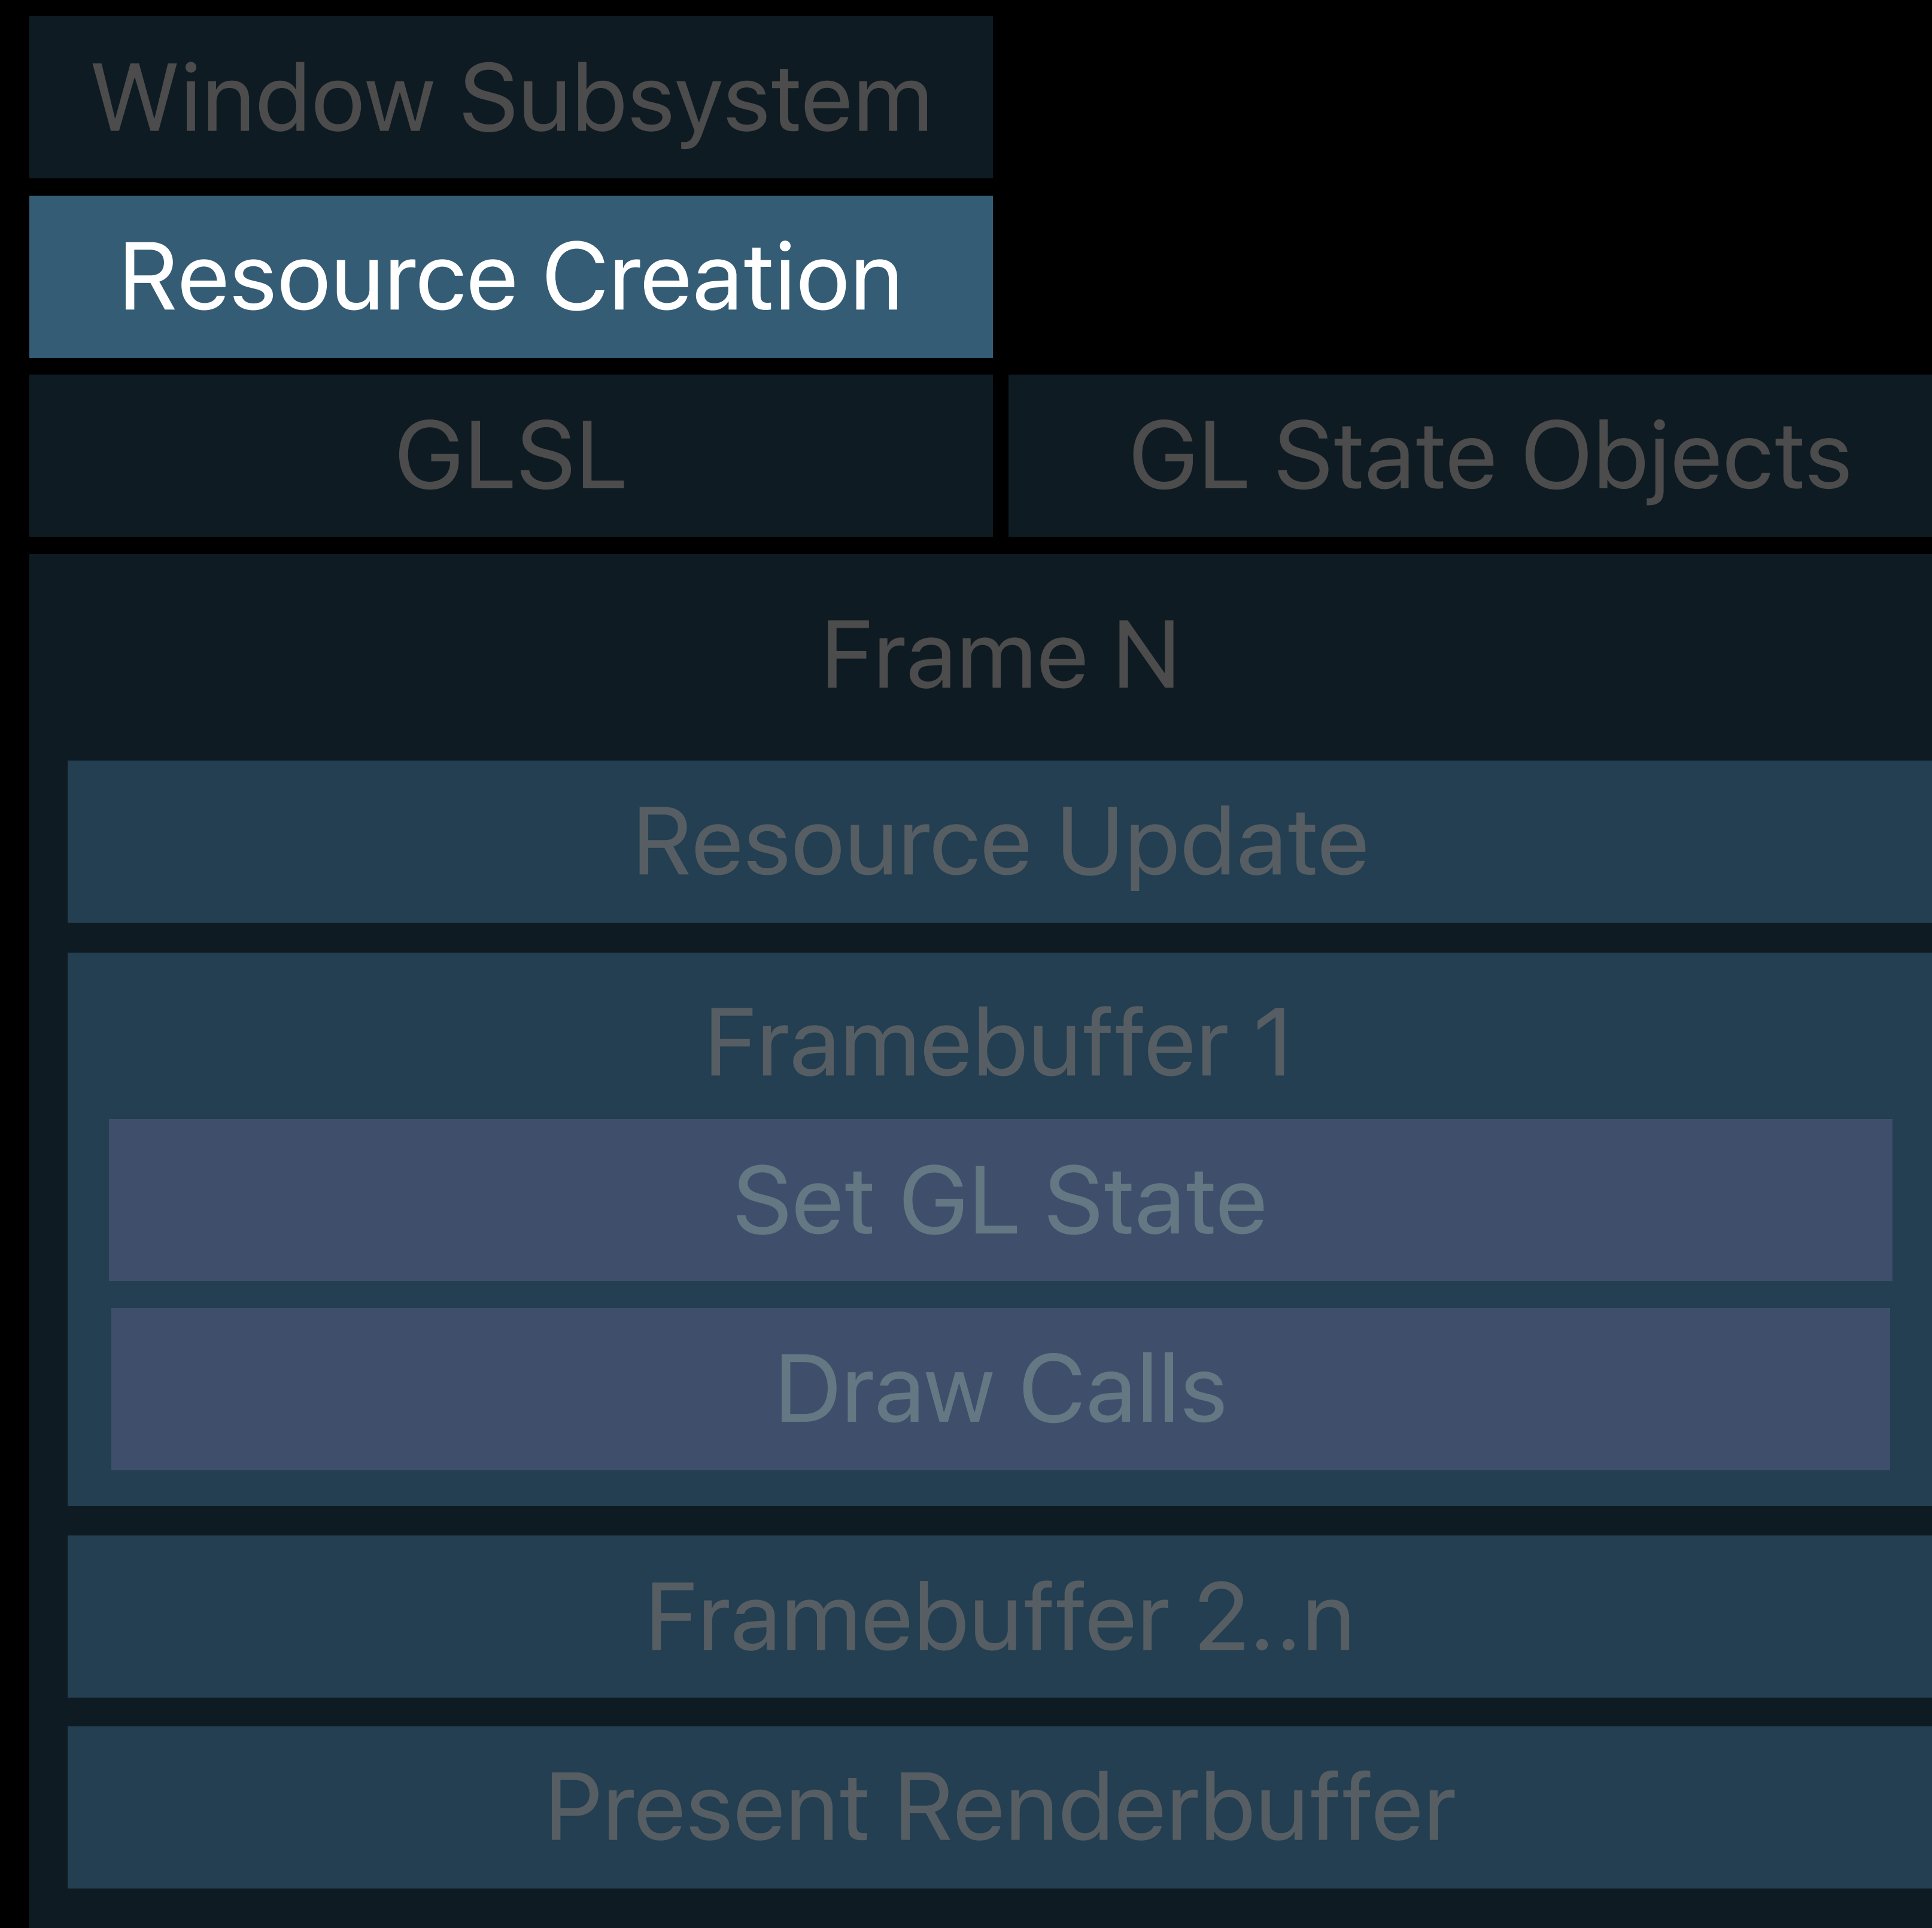 Window Subsystem
Resource Creation
GLSL
GL State Objects
Frame N
Resource Update
Framebuffer 1
Set GL State
Draw Calls
Framebuffer 2..n
Present Renderbuffer